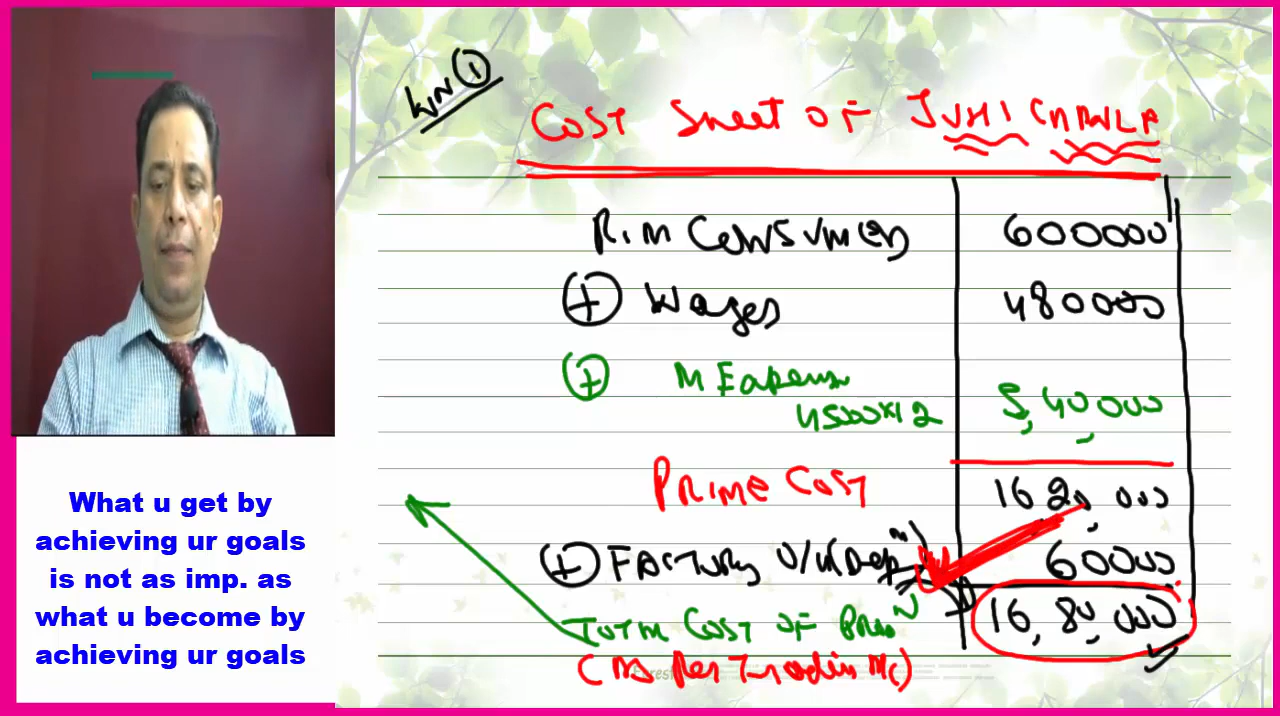 WN ①
COST Sheet OF JUHI CHAWLA
R.M Consumed 600000
⊕ Wages 480000
⊕ M Expense
45000×12 5,40,000
PRIME COST 16 20,000
⊕ FACTORY O/H(Depn) 60000
TOTAL COST OF PRODN 16,80,000
(As per Trading A/c)
What u get by
achieving ur goals
is not as imp. as
what u become by
achieving ur goals